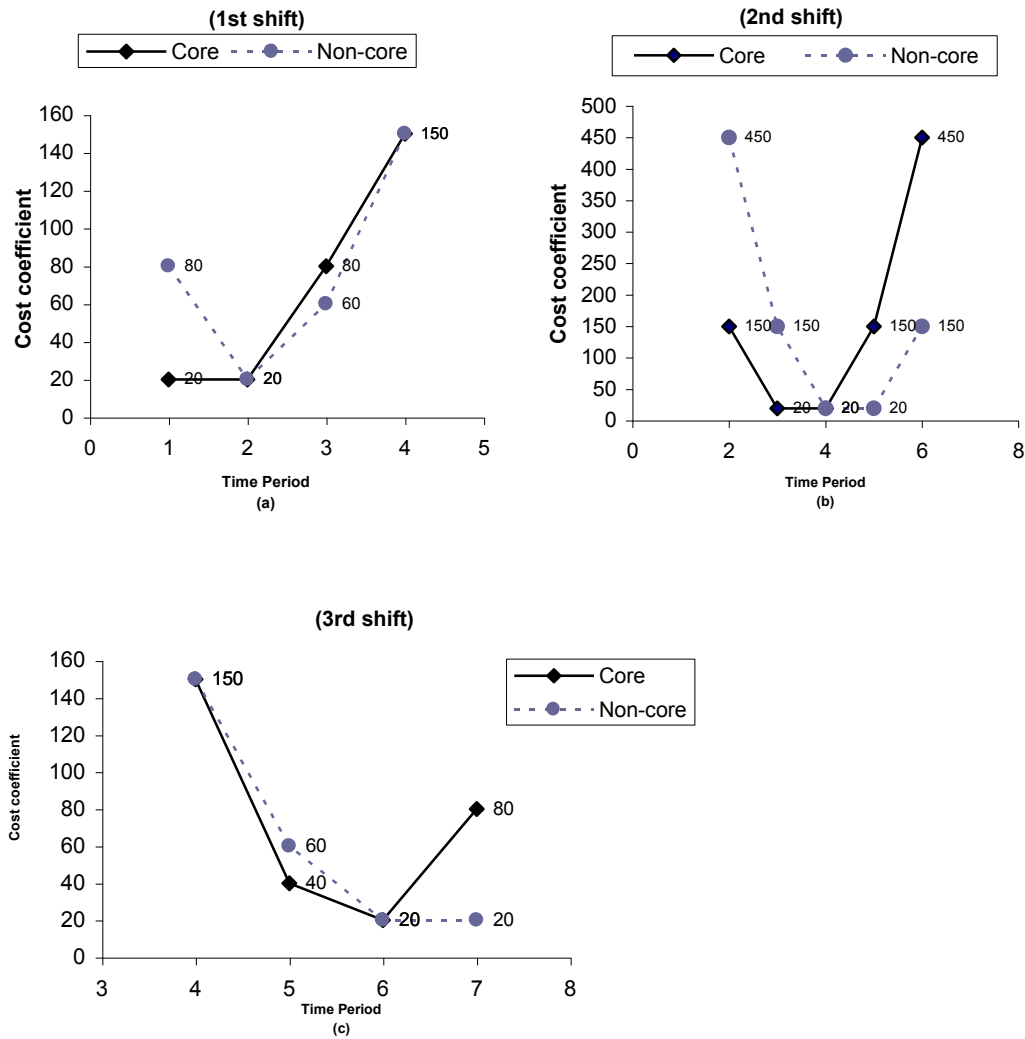 (1st shift)
Core Non-core
160
140
120
100
80
60
40
20
0
Cost coefficient
150
80
80
60
20
20
20
0 1 2 3 4 5
Time Period
(a)
(2nd shift)
Core Non-core
500
450
400
350
300
250
200
150
100
50
0
Cost coefficient
450 450
150 150 150 150
20 20 20 20
0 2 4 6 8
Time Period
(b)
(3rd shift)
Core
Non-core
160
140
120
100
80
60
40
20
0
Cost coefficient
150
80
60
40
20 20
3 4 5 6 7 8
Time Period
(c)